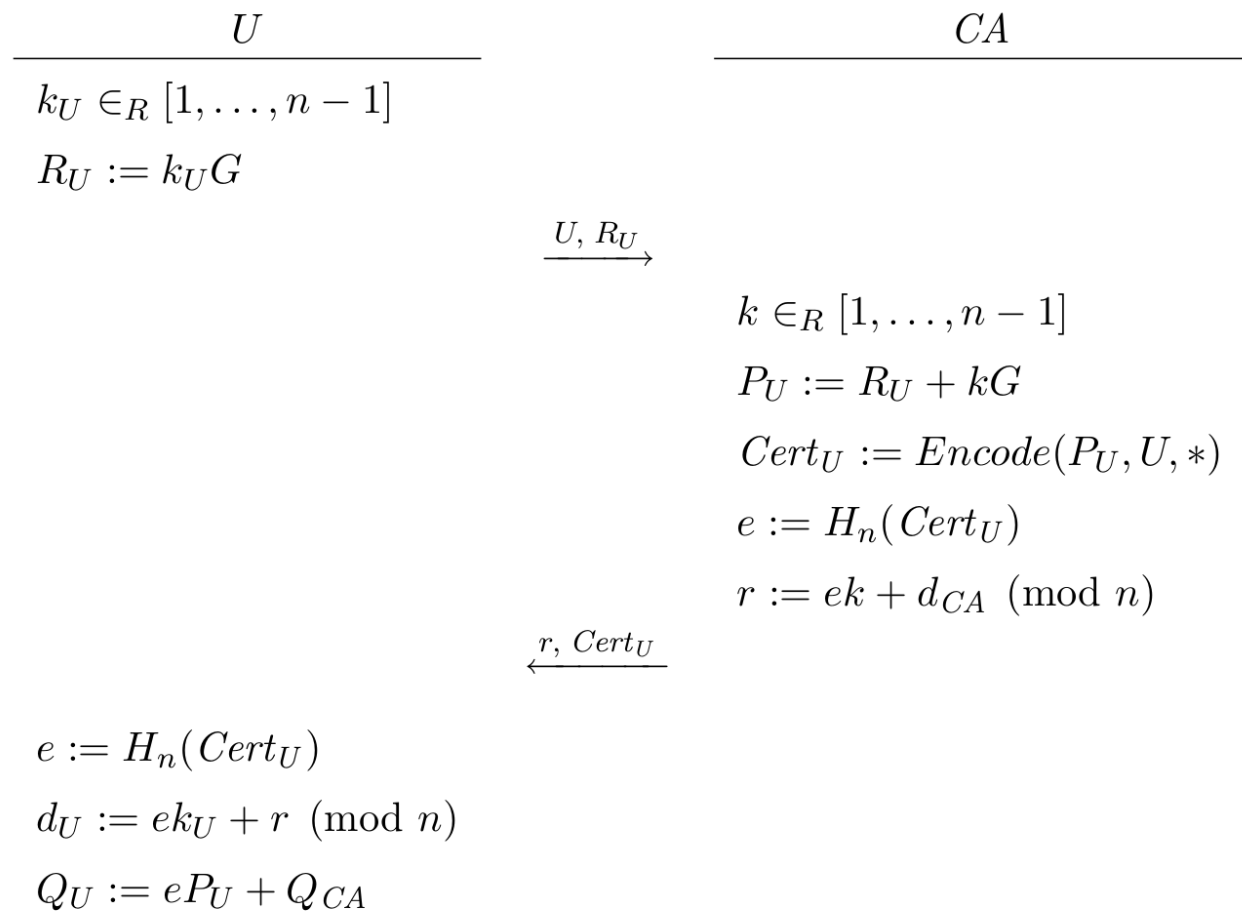 U CA
k_U ∈_R [1, . . . , n − 1]
R_U := k_U G
U, R_U
k ∈_R [1, . . . , n − 1]
P_U := R_U + kG
Cert_U := Encode(P_U, U, ∗)
e := H_n(Cert_U)
r := ek + d_CA (mod n)
r, Cert_U
e := H_n(Cert_U)
d_U := ek_U + r (mod n)
Q_U := eP_U + Q_CA